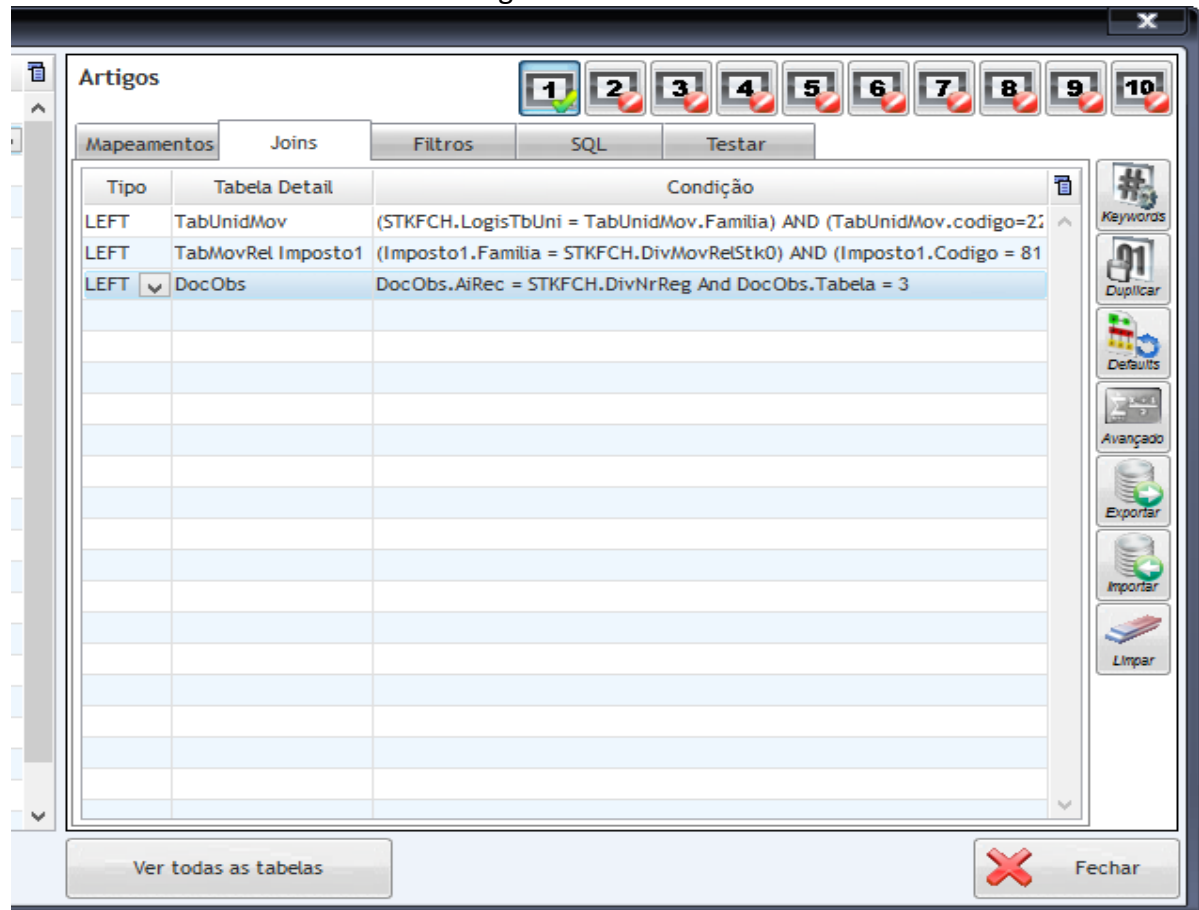 Artigos
1 2 3 4 5 6 7 8 9 10
Mapeamentos Joins Filtros SQL Testar
Tipo Tabela Detail Condição
LEFT TabUnidMov (STKFCH.LogisTbUni = TabUnidMov.Familia) AND (TabUnidMov.codigo=22
LEFT TabMovRel Imposto1 (Imposto1.Familia = STKFCH.DivMovRelStk0) AND (Imposto1.Codigo = 81
LEFT DocObs DocObs.AiRec = STKFCH.DivNrReg And DocObs.Tabela = 3
Keywords
Duplicar
Defaults
Avançado
Exportar
Importar
Limpar
Ver todas as tabelas
Fechar